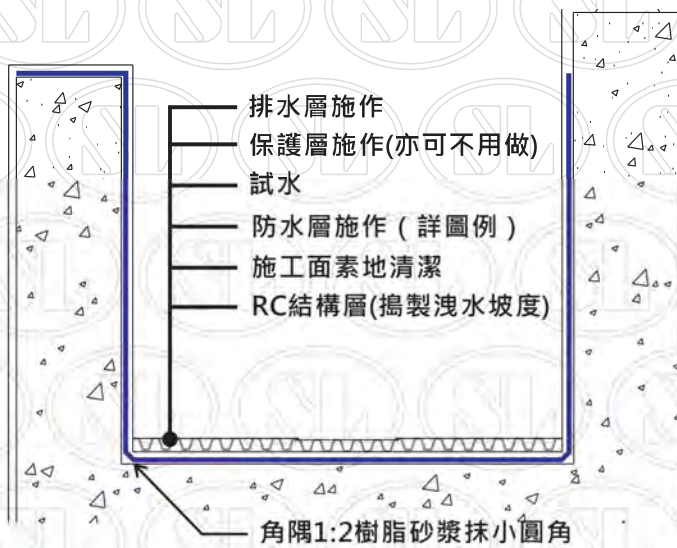 排水層施作
保護層施作(亦可不用做)
試水
防水層施作(詳圖例)
施工面素地清潔
RC結構層(搗製洩水坡度)
角隅1:2樹脂砂漿抹小圓角
SL